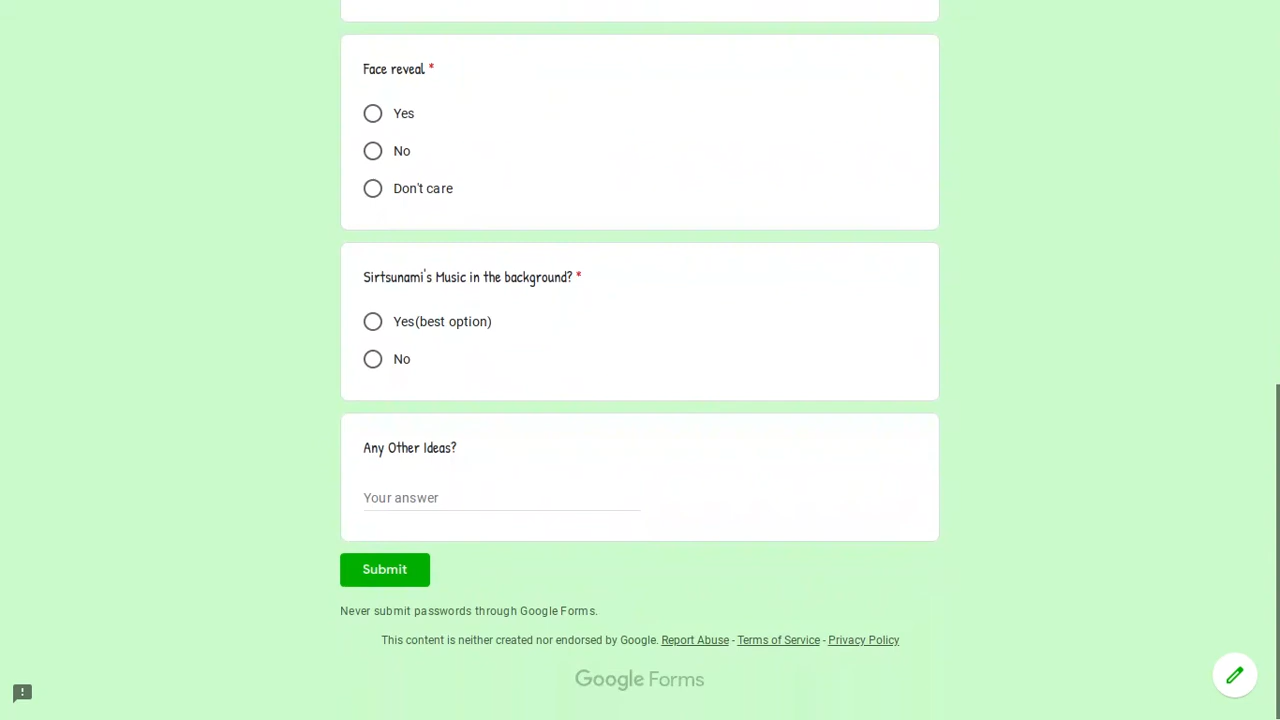 Face reveal *
Yes
No
Don't care
Sirtsunami's Music in the background? *
Yes(best option)
No
Any Other Ideas?
Your answer
Submit
Never submit passwords through Google Forms.
This content is neither created nor endorsed by Google. Report Abuse - Terms of Service - Privacy Policy
Google Forms